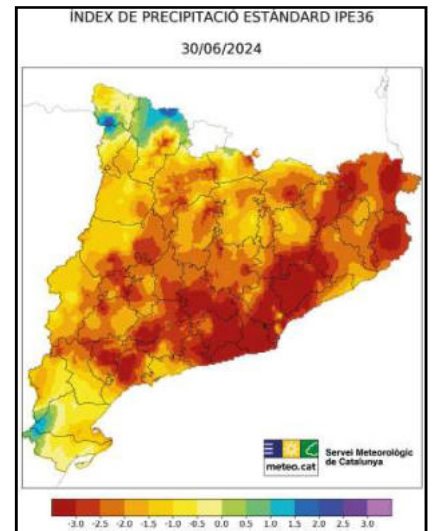 ÍNDEX DE PRECIPITACIÓ ESTÁNDARD IPE36
30/06/2024
meteo.cat
Servei Meteorològic
de Catalunya
-3.0 -2.5 -2.0 -1.5 -1.0 -0.5 0.0 0.5 1.0 1.5 2.0 2.5 3.0